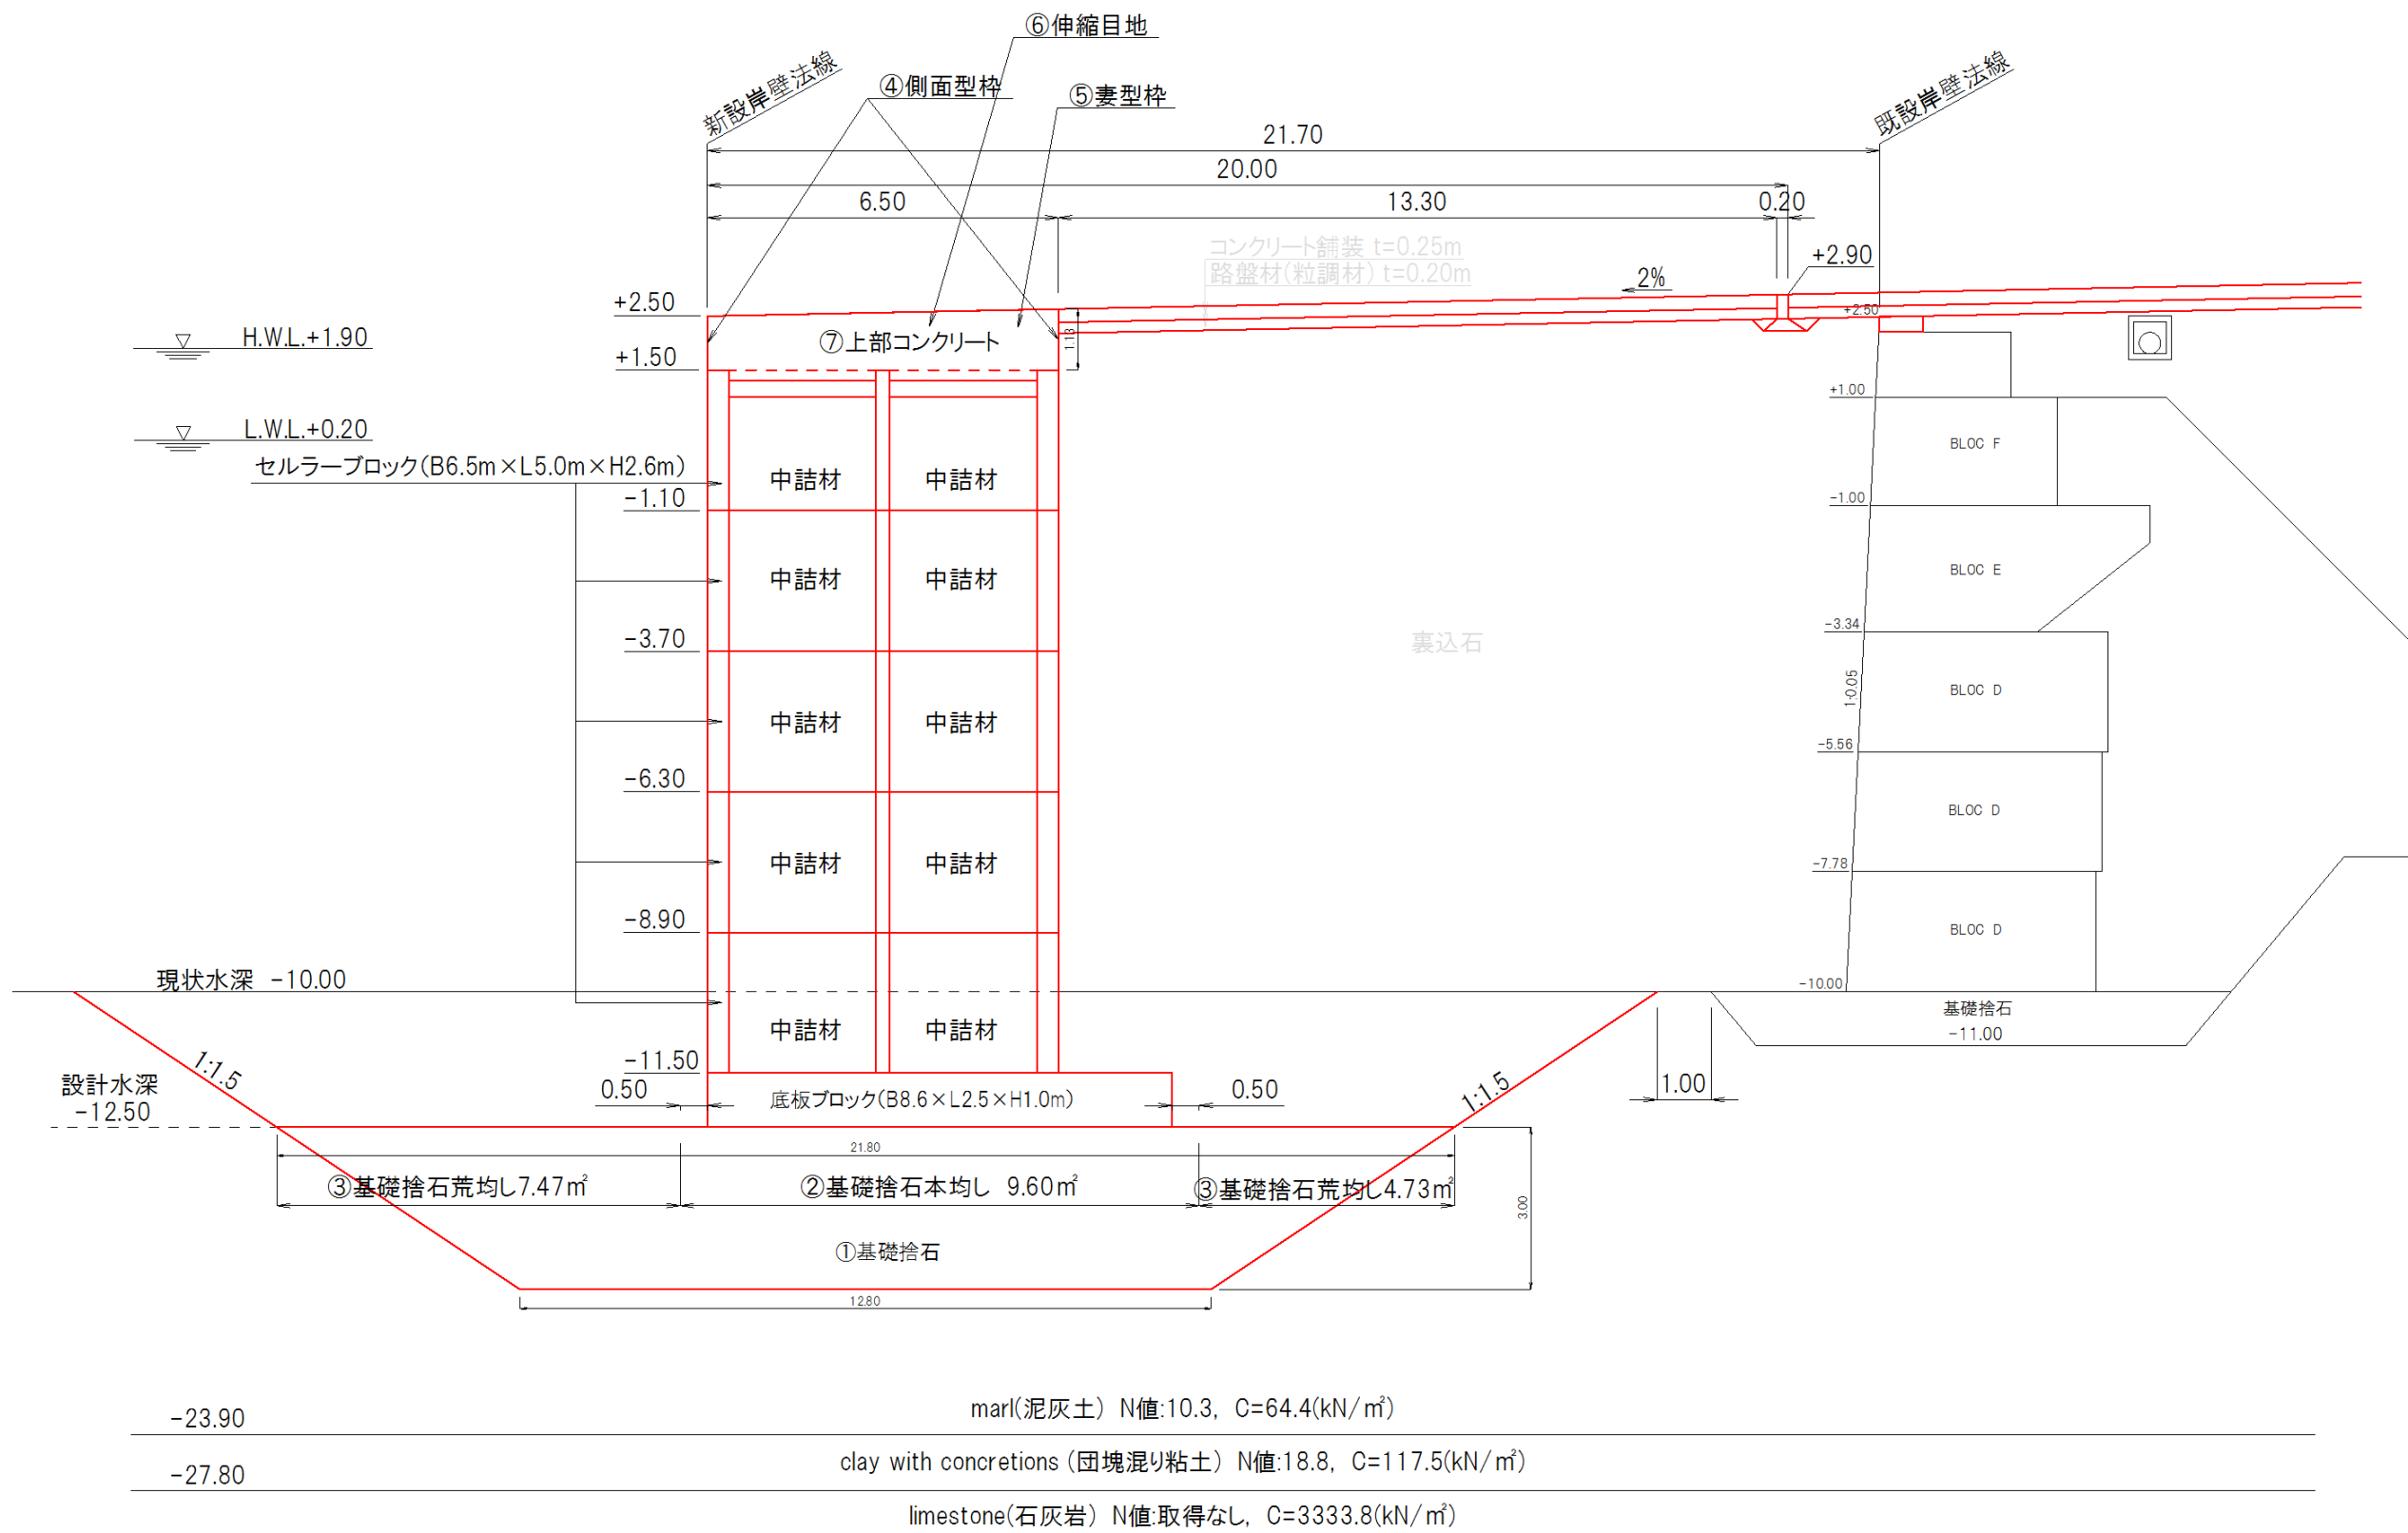 ⑥伸縮目地
新設岸壁法線
④側面型枠
⑤妻型枠
既設岸壁法線
21.70
20.00
6.50
13.30
0.20
コンクリート舗装 t=0.25m
路盤材(粒調材) t=0.20m
+2.90
2%
+2.50
+2.50
H.W.L.+1.90
⑦上部コンクリート
1.13
+1.50
+1.00
L.W.L.+0.20
BLOC F
セルラーブロック(B6.5m×L5.0m×H2.6m)
中詰材
中詰材
-1.10
-1.00
中詰材
中詰材
BLOC E
-3.70
裏込石
-3.34
1:0.05
BLOC D
中詰材
中詰材
-5.56
-6.30
BLOC D
中詰材
中詰材
-7.78
-8.90
BLOC D
現状水深 -10.00
-10.00
中詰材
中詰材
基礎捨石
-11.00
-11.50
1:1.5
設計水深
-12.50
0.50
底板ブロック(B8.6×L2.5×H1.0m)
0.50
1:1.5
1.00
21.80
③基礎捨石荒均し7.47㎡
②基礎捨石本均し 9.60㎡
③基礎捨石荒均し4.73㎡
3.00
①基礎捨石
12.80
marl(泥灰土) N値:10.3, C=64.4(kN/㎡)
-23.90
clay with concretions (団塊混り粘土) N値:18.8, C=117.5(kN/㎡)
-27.80
limestone(石灰岩) N値:取得なし, C=3333.8(kN/㎡)